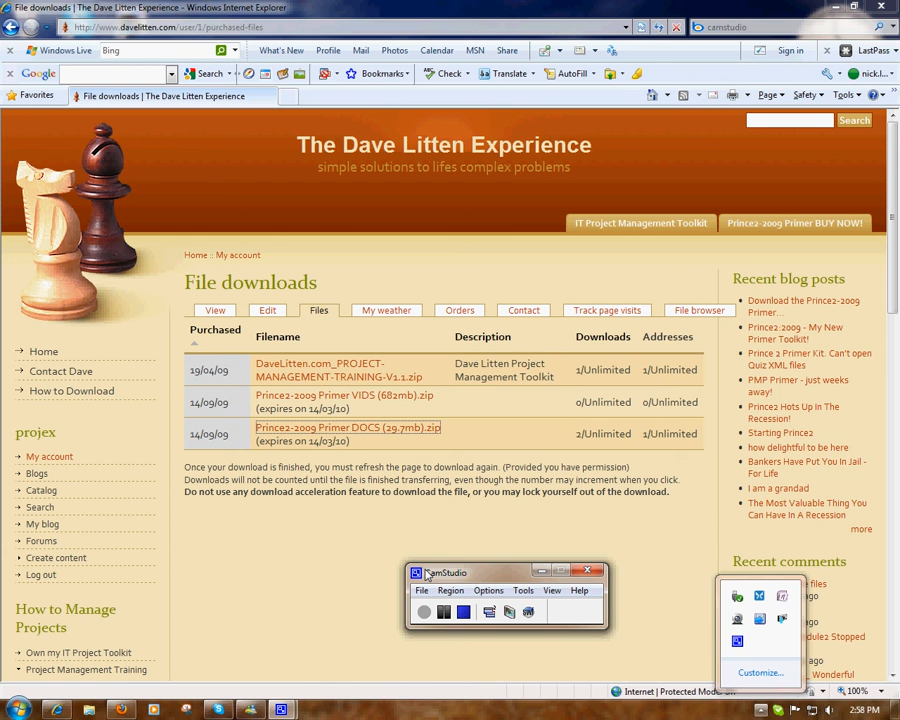 File downloads | The Dave Litten Experience - Windows Internet Explorer
http://www.davelitten.com/user/1/purchased-files
camstudio
Windows Live
Bing
What's New
Profile
Mail
Photos
Calendar
MSN
Share
Sign in
LastPass
Google
Search
Bookmarks
Check
Translate
AutoFill
nick.l...
Favorites
File downloads | The Dave Litten Experience
Page
Safety
Tools
Search
The Dave Litten Experience
simple solutions to lifes complex problems
IT Project Management Toolkit
Prince2-2009 Primer BUY NOW!
Home :: My account
File downloads
View
Edit
Files
My weather
Orders
Contact
Track page visits
File browser
Purchased
Filename
Description
Downloads
Addresses
19/04/09
DaveLitten.com_PROJECT-
MANAGEMENT-TRAINING-V1.1.zip
Dave Litten Project
Management Toolkit
1/Unlimited
1/Unlimited
14/09/09
Prince2-2009 Primer VIDS (682mb).zip
(expires on 14/03/10)
0/Unlimited
0/Unlimited
14/09/09
Prince2-2009 Primer DOCS (29.7mb).zip
(expires on 14/03/10)
2/Unlimited
1/Unlimited
Once your download is finished, you must refresh the page to download again. (Provided you have permission)
Downloads will not be counted until the file is finished transferring, even though the number may increment when you click.
Do not use any download acceleration feature to download the file, or you may lock yourself out of the download.
Home
Contact Dave
How to Download
projex
My account
Blogs
Catalog
Search
My blog
Forums
Create content
Log out
How to Manage
Projects
Own my IT Project Toolkit
Project Management Training
Recent blog posts
Download the Prince2-2009
Primer...
Prince2:2009 - My New
Primer Toolkit!
Prince 2 Primer Kit. Can't open
Quiz XML files
PMP Primer - just weeks
away!
Prince2 Hots Up In The
Recession!
Starting Prince2
how delightful to be here
Bankers Have Put You In Jail -
For Life
I am a grandad
The Most Valuable Thing You
Can Have In A Recession
more
Recent comments
files
ago
dule2 Stopped
ago
Wonderful
CamStudio
File
Region
Options
Tools
View
Help
Customize...
Internet | Protected Mod
100%
2:58 PM